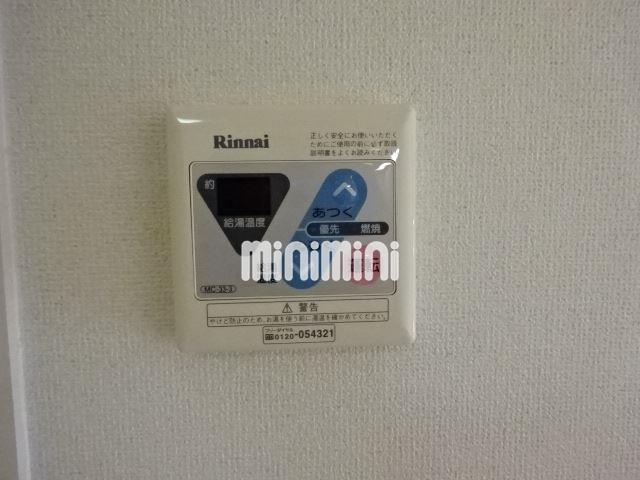 Rinnai
正しく安全にお使いいただく
ためにご使用の前に必ず取扱
説明書をよくお読みください
約
給湯温度
あつく
優先 燃焼
minimini
MC-33-3
警告
やけど防止のため、お湯を使う前に湯温を確かめてください。
フリーダイヤル
0120-054321